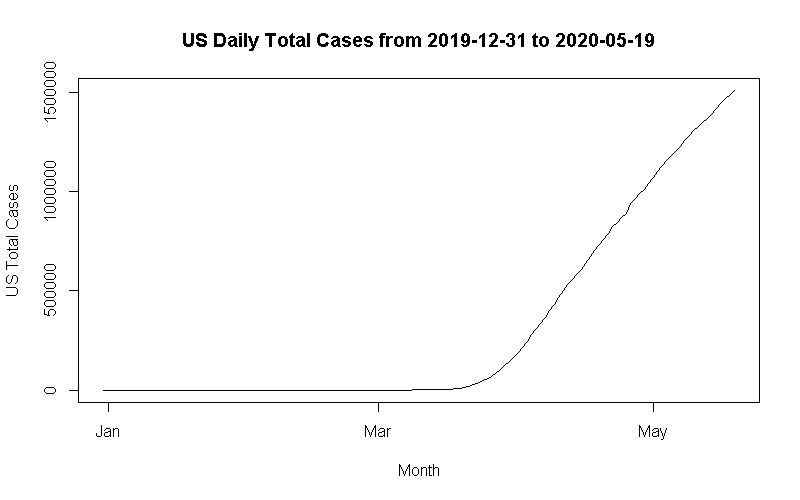 US Daily Total Cases from 2019-12-31 to 2020-05-19
US Total Cases
1500000
1000000
500000
0
Jan
Mar
May
Month